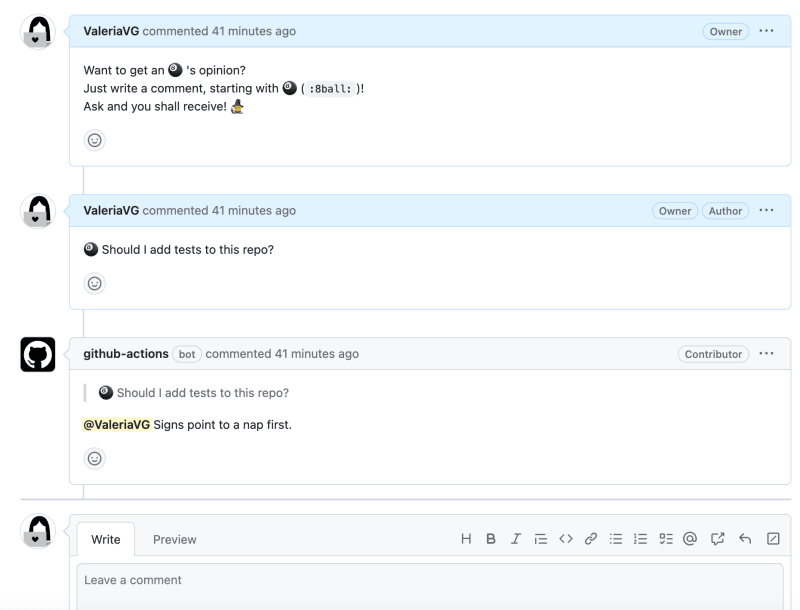 ValeriaVG commented 41 minutes ago Owner
Want to get an 🎱 's opinion?
Just write a comment, starting with 🎱 ( :8ball: )!
Ask and you shall receive! 🧙
ValeriaVG commented 41 minutes ago Owner Author
🎱 Should I add tests to this repo?
github-actions bot commented 41 minutes ago Contributor
🎱 Should I add tests to this repo?
@ValeriaVG Signs point to a nap first.
Write Preview
Leave a comment